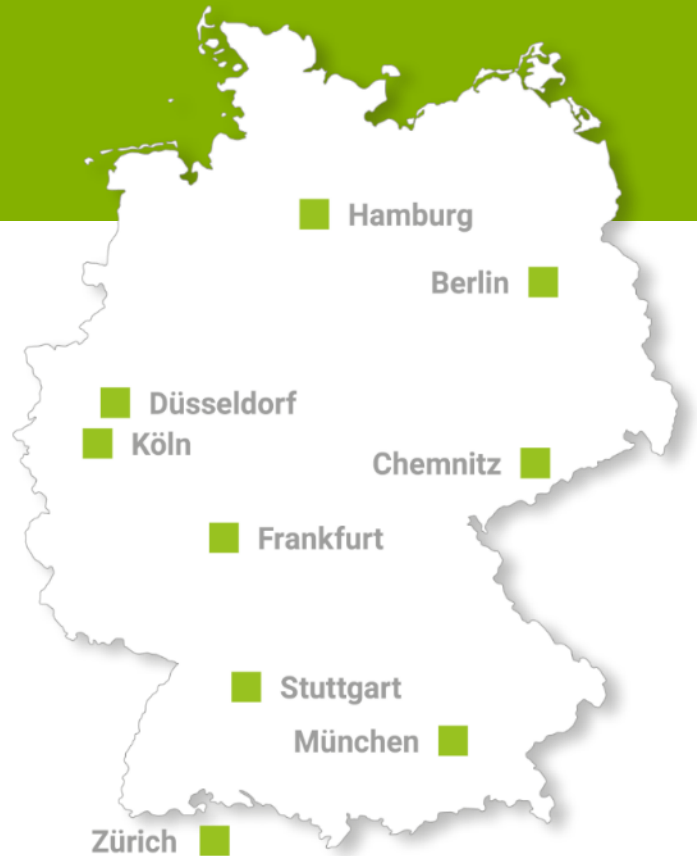 Hamburg
Berlin
Düsseldorf
Köln
Chemnitz
Frankfurt
Stuttgart
München
Zürich